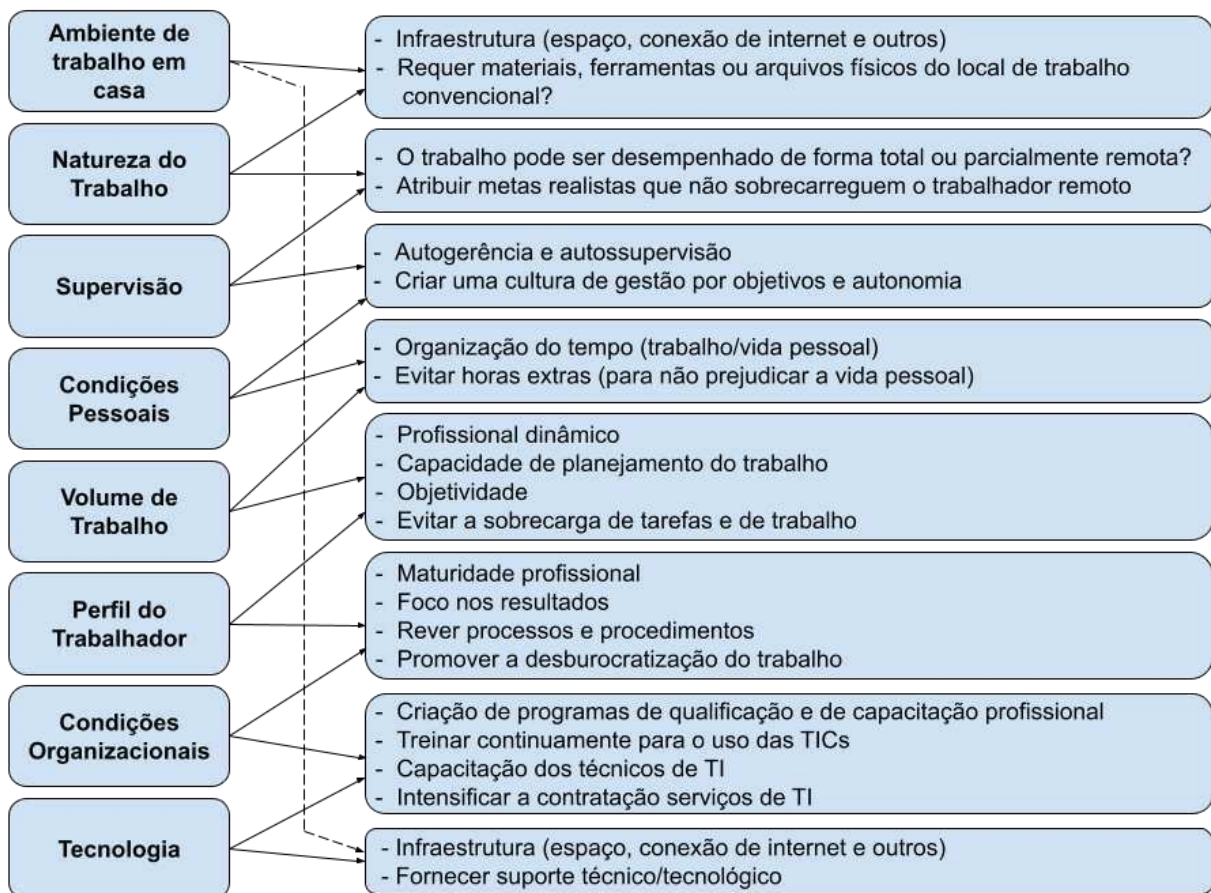 Ambiente de
trabalho em
casa
- Infraestrutura (espaço, conexão de internet e outros)
- Requer materiais, ferramentas ou arquivos físicos do local de trabalho
convencional?
Natureza do
Trabalho
- O trabalho pode ser desempenhado de forma total ou parcialmente remota?
- Atribuir metas realistas que não sobrecarreguem o trabalhador remoto
Supervisão
- Autogerência e autossupervisão
- Criar uma cultura de gestão por objetivos e autonomia
Condições
Pessoais
- Organização do tempo (trabalho/vida pessoal)
- Evitar horas extras (para não prejudicar a vida pessoal)
Volume de
Trabalho
- Profissional dinâmico
- Capacidade de planejamento do trabalho
- Objetividade
- Evitar a sobrecarga de tarefas e de trabalho
Perfil do
Trabalhador
- Maturidade profissional
- Foco nos resultados
- Rever processos e procedimentos
- Promover a desburocratização do trabalho
Condições
Organizacionais
- Criação de programas de qualificação e de capacitação profissional
- Treinar continuamente para o uso das TICs
- Capacitação dos técnicos de TI
- Intensificar a contratação serviços de TI
Tecnologia
- Infraestrutura (espaço, conexão de internet e outros)
- Fornecer suporte técnico/tecnológico